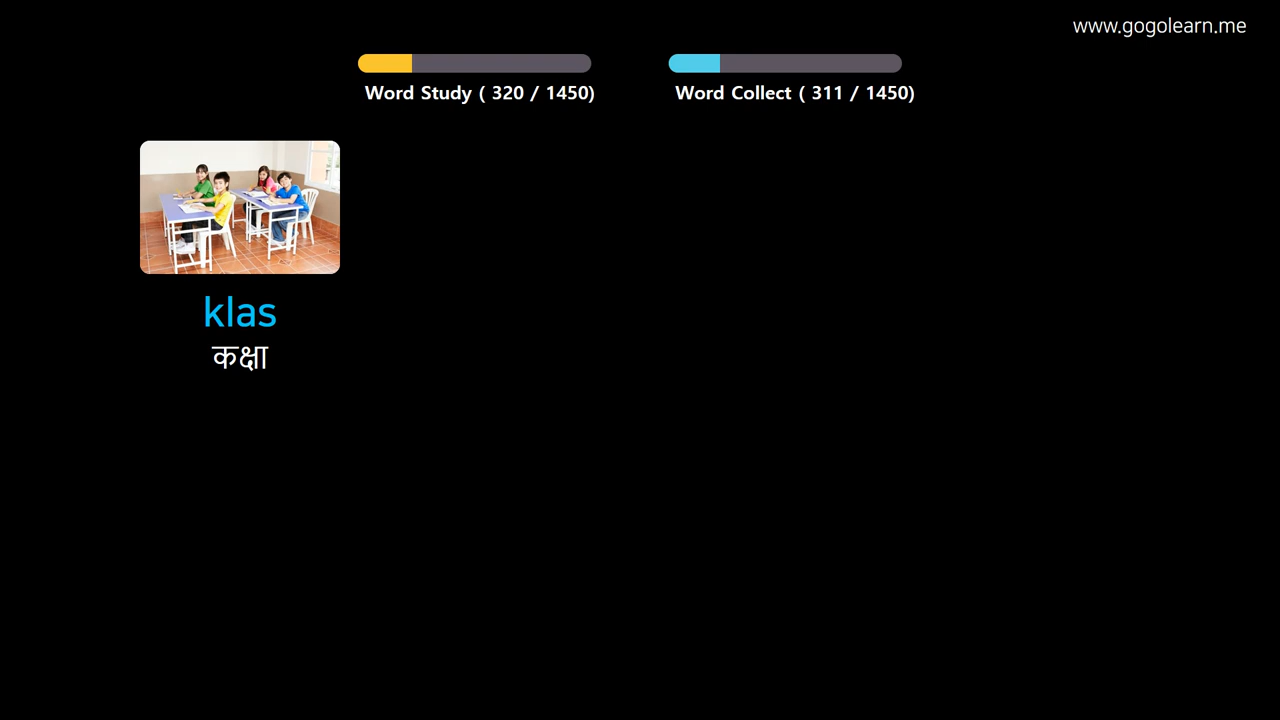 www.gogolearn.me
Word Study ( 320 / 1450)
Word Collect ( 311 / 1450)
klas
कक्षा